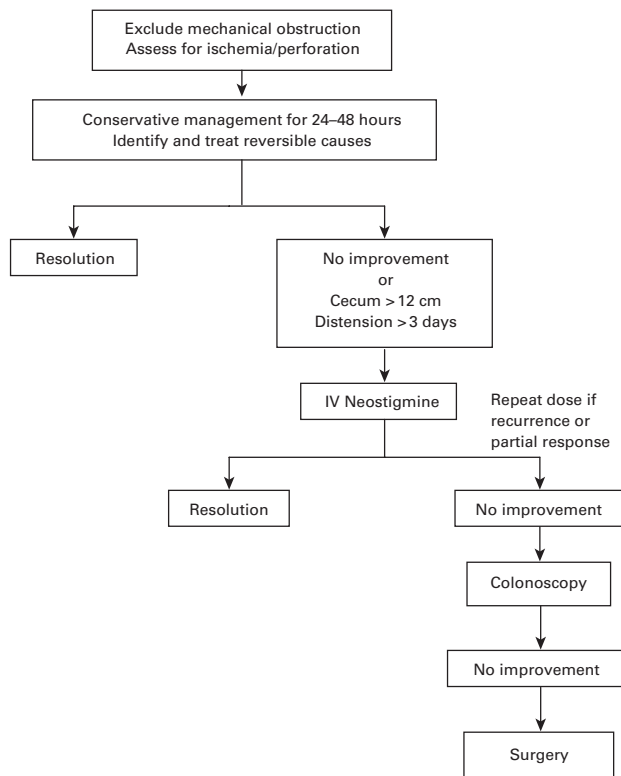 Exclude mechanical obstruction
Assess for ischemia/perforation
Conservative management for 24–48 hours
Identify and treat reversible causes
Resolution
No improvement
or
Cecum > 12 cm
Distension > 3 days
IV Neostigmine
Repeat dose if
recurrence or
partial response
Resolution
No improvement
Colonoscopy
No improvement
Surgery